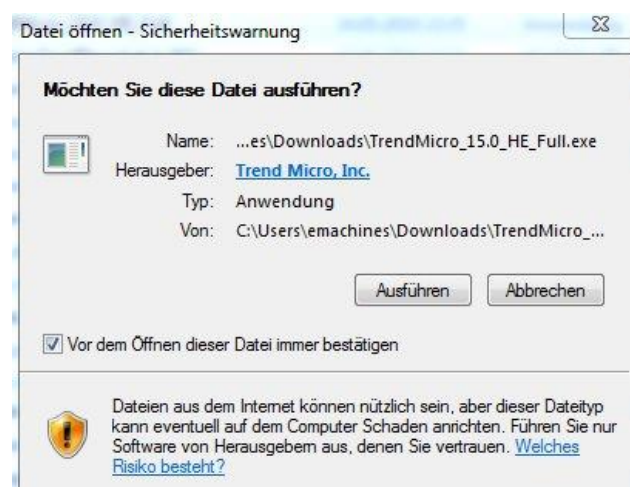 Datei öffnen - Sicherheitswarnung
Möchten Sie diese Datei ausführen?
Name: ...es\Downloads\TrendMicro_15.0_HE_Full.exe
Herausgeber: Trend Micro, Inc.
Typ: Anwendung
Von: C:\Users\emachines\Downloads\TrendMicro_...
Ausführen Abbrechen
Vor dem Öffnen dieser Datei immer bestätigen
Dateien aus dem Internet können nützlich sein, aber dieser Dateityp
kann eventuell auf dem Computer Schaden anrichten. Führen Sie nur
Software von Herausgebern aus, denen Sie vertrauen. Welches
Risiko besteht?